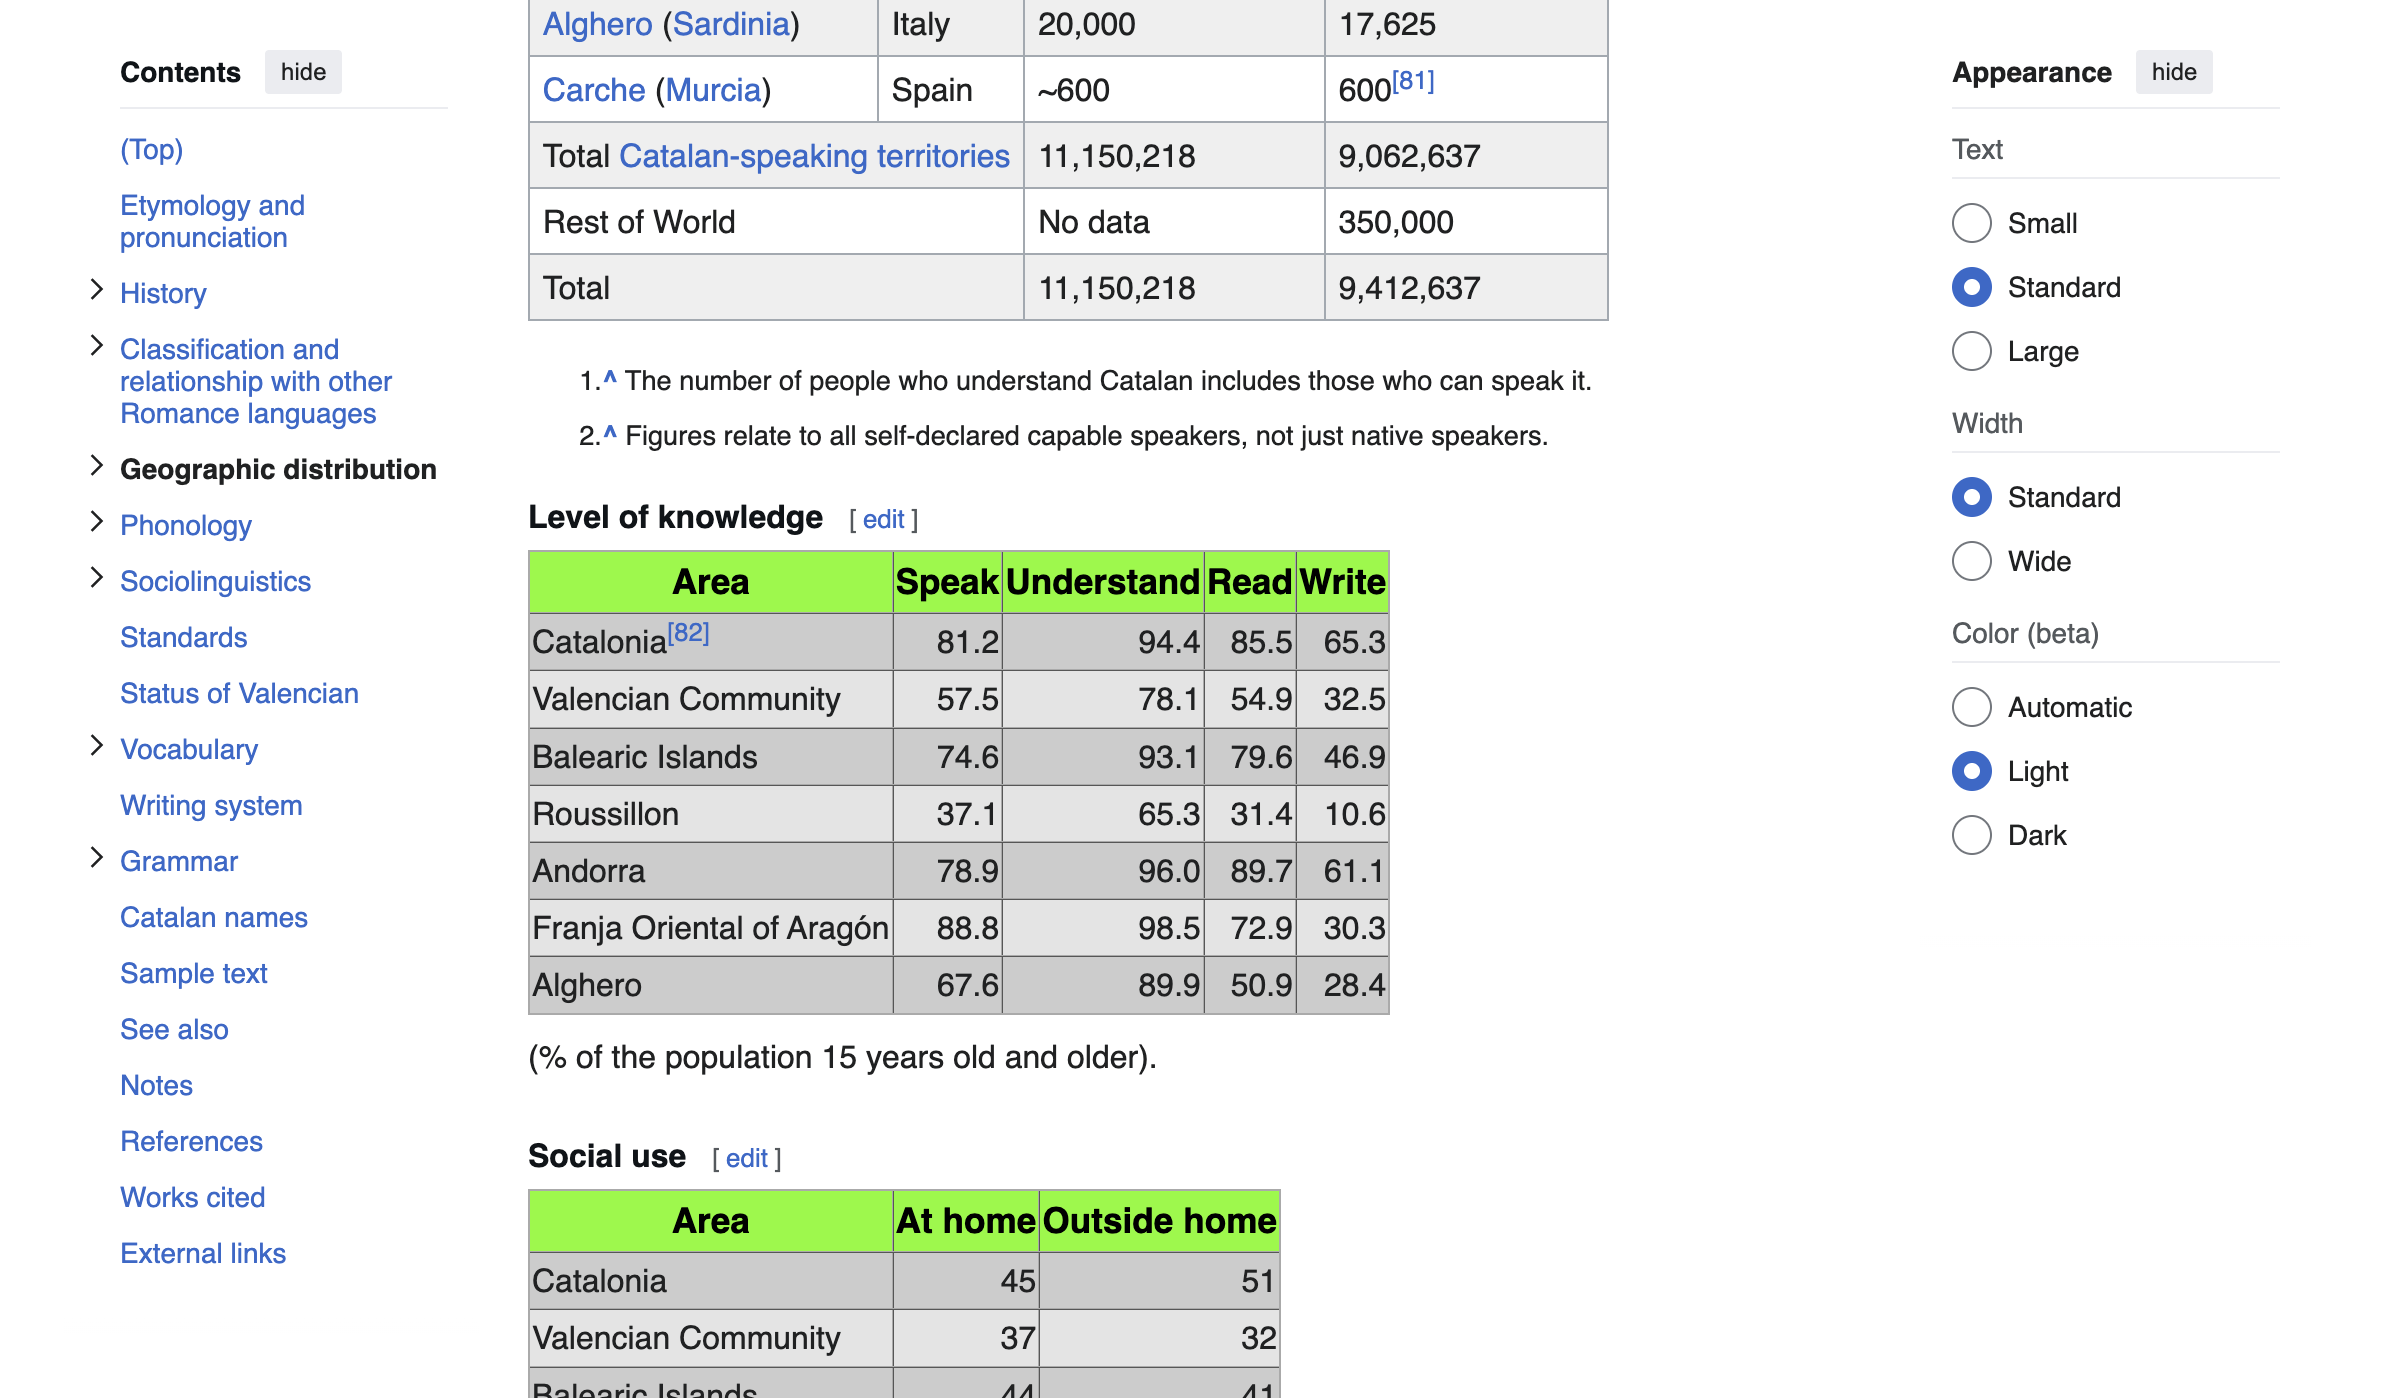 Contents hide
(Top)
Etymology and
pronunciation
History
Classification and
relationship with other
Romance languages
Geographic distribution
Phonology
Sociolinguistics
Standards
Status of Valencian
Vocabulary
Writing system
Grammar
Catalan names
Sample text
See also
Notes
References
Works cited
External links
Alghero (Sardinia) Italy 20,000 17,625
Carche (Murcia) Spain ~600 600[81]
Total Catalan-speaking territories 11,150,218 9,062,637
Rest of World No data 350,000
Total 11,150,218 9,412,637
1.^ The number of people who understand Catalan includes those who can speak it.
2.^ Figures relate to all self-declared capable speakers, not just native speakers.
Level of knowledge [ edit ]
Area Speak Understand Read Write
Catalonia[82] 81.2 94.4 85.5 65.3
Valencian Community 57.5 78.1 54.9 32.5
Balearic Islands 74.6 93.1 79.6 46.9
Roussillon 37.1 65.3 31.4 10.6
Andorra 78.9 96.0 89.7 61.1
Franja Oriental of Aragón 88.8 98.5 72.9 30.3
Alghero 67.6 89.9 50.9 28.4
(% of the population 15 years old and older).
Social use [ edit ]
Area At home Outside home
Catalonia 45 51
Valencian Community 37 32
Balearic Islands 44 41
Appearance hide
Text
Small
Standard
Large
Width
Standard
Wide
Color (beta)
Automatic
Light
Dark